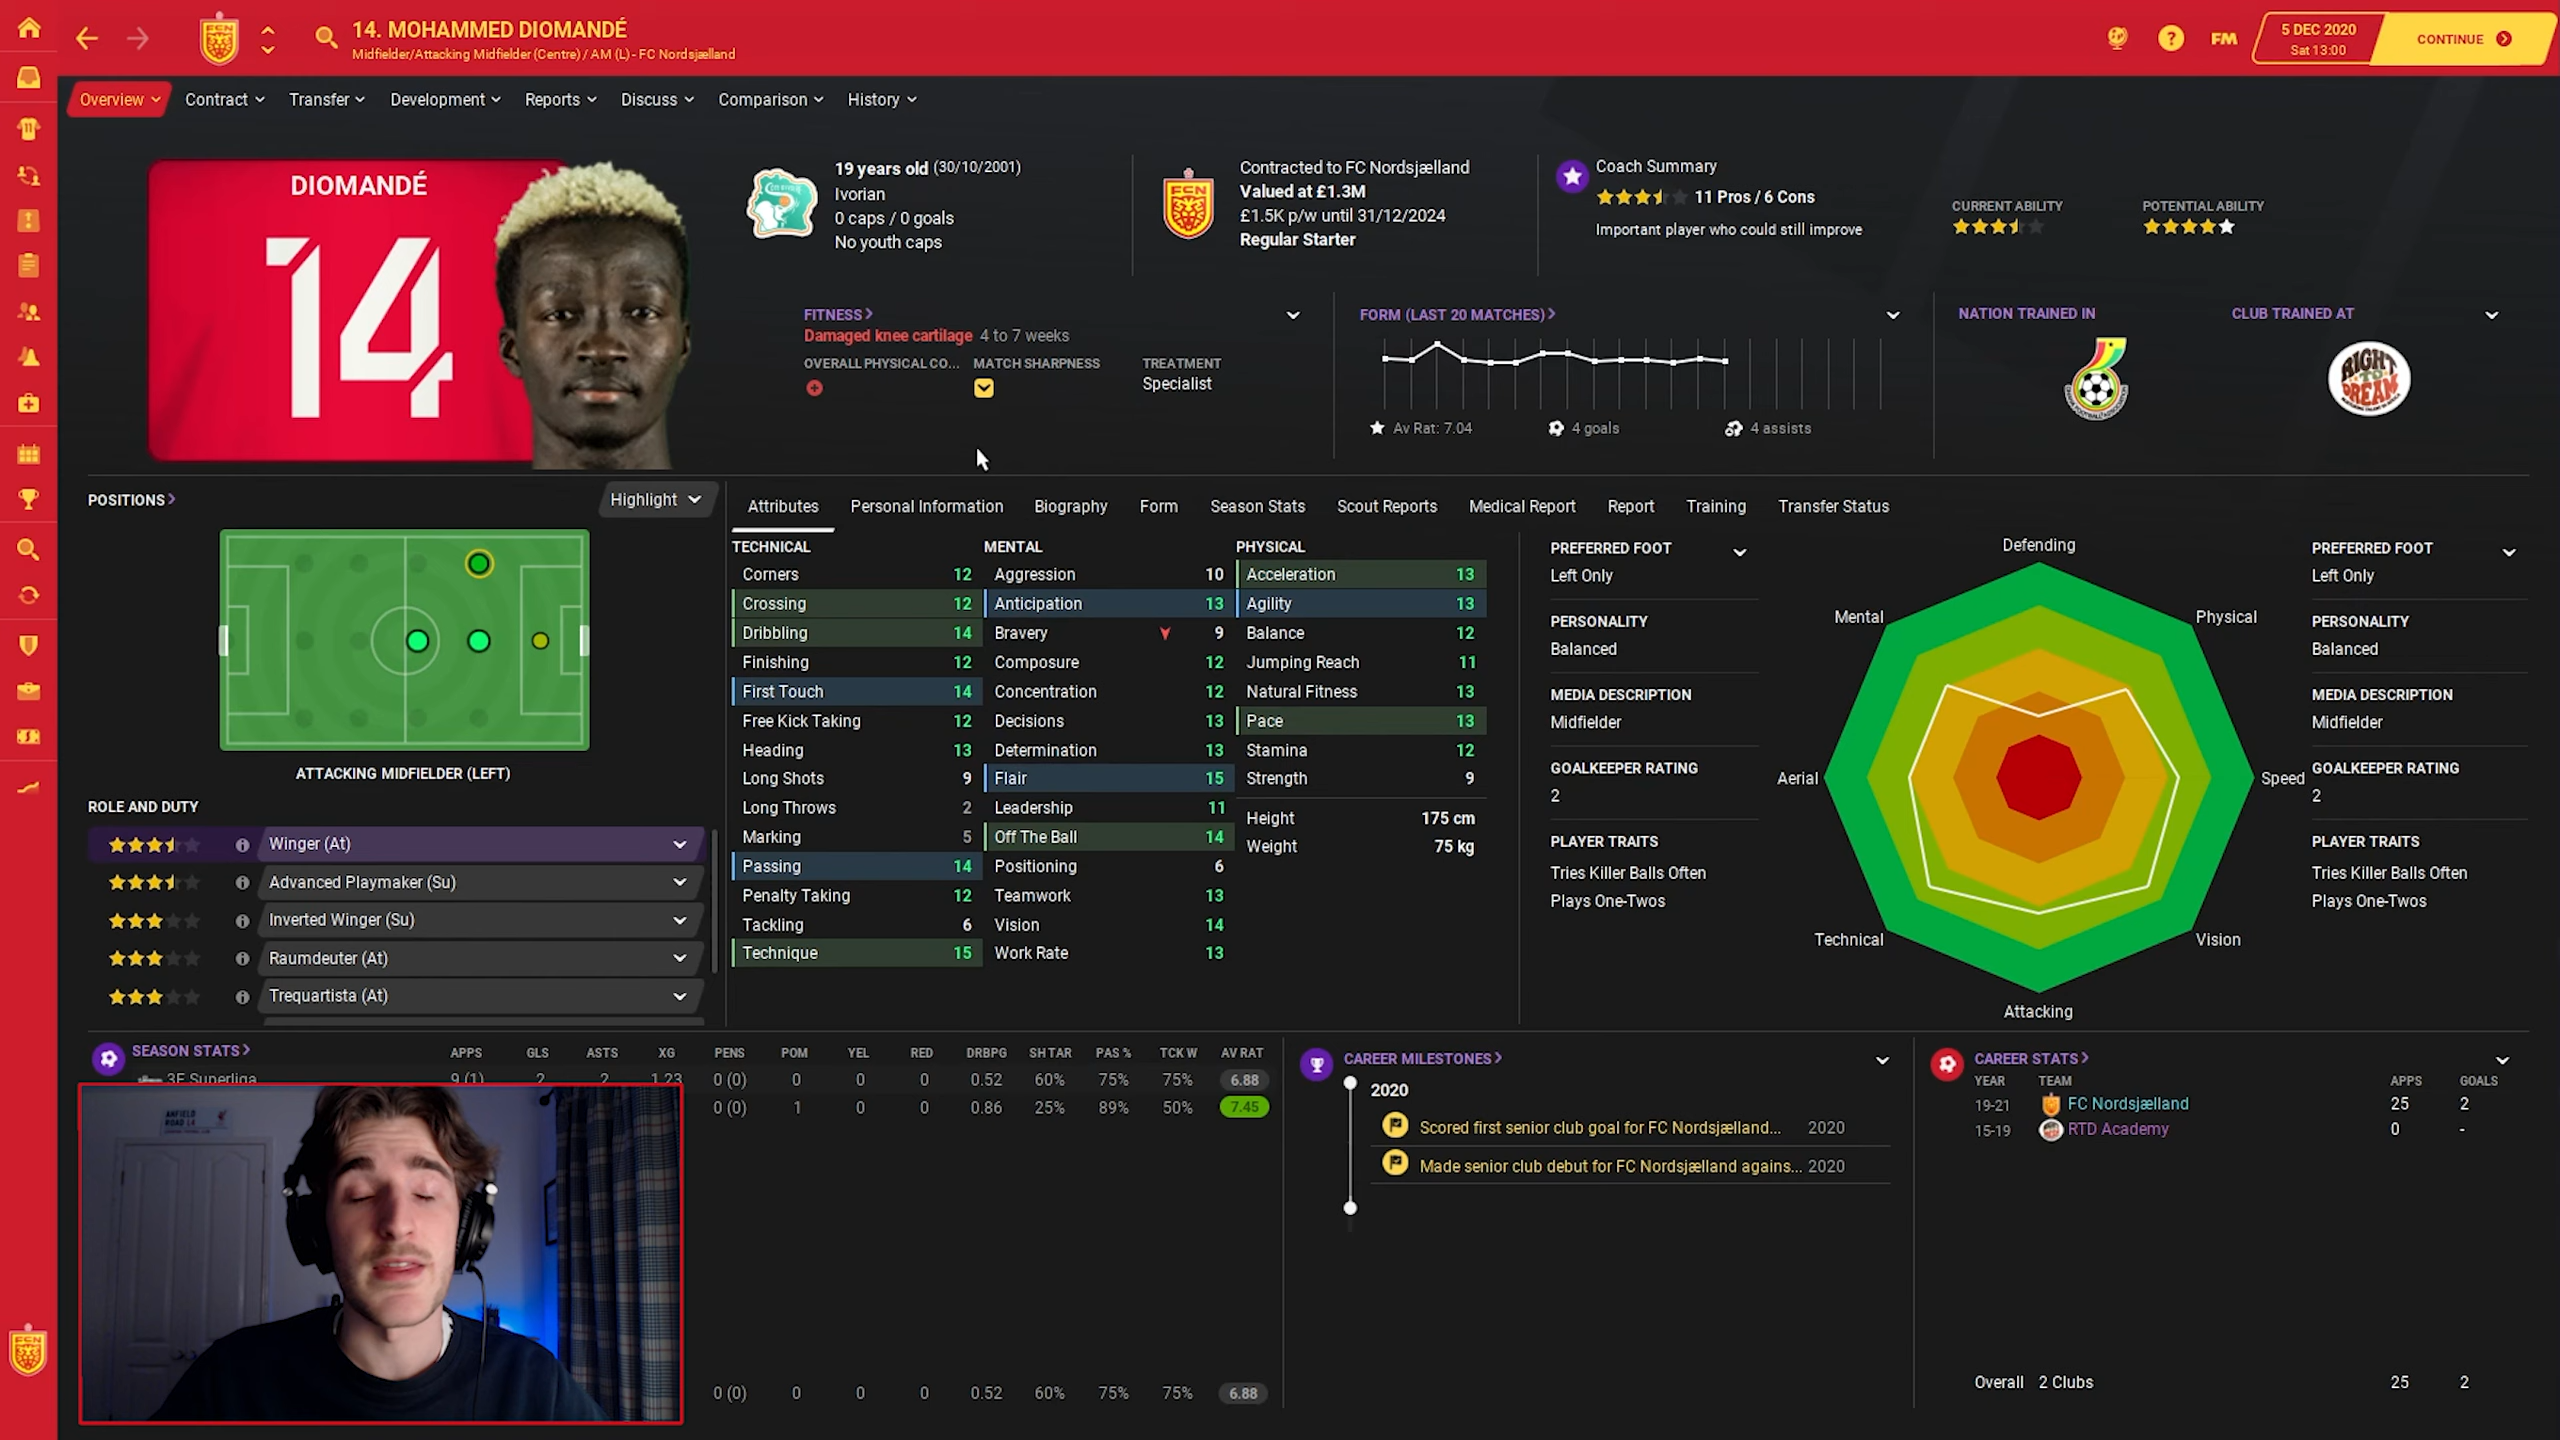 14. MOHAMMED DIOMANDÉ
Midfielder/Attacking Midfielder (Centre) / AM (L) - FC Nordsjælland
FM
5 DEC 2020
Sat 13:00
CONTINUE
Overview
Contract
Transfer
Development
Reports
Discuss
Comparison
History
DIOMANDÉ
14
19 years old (30/10/2001)
Ivorian
0 caps / 0 goals
No youth caps
FCN
Contracted to FC Nordsjælland
Valued at £1.3M
£1.5K p/w until 31/12/2024
Regular Starter
Coach Summary
11 Pros / 6 Cons
Important player who could still improve
CURRENT ABILITY
POTENTIAL ABILITY
FITNESS
Damaged knee cartilage 4 to 7 weeks
OVERALL PHYSICAL CO...
MATCH SHARPNESS
TREATMENT
Specialist
FORM (LAST 20 MATCHES)
Av Rat: 7.04
4 goals
4 assists
NATION TRAINED IN
CLUB TRAINED AT
RIGHT TO DREAM
POSITIONS
Highlight
ATTACKING MIDFIELDER (LEFT)
ROLE AND DUTY
Winger (At)
Advanced Playmaker (Su)
Inverted Winger (Su)
Raumdeuter (At)
Trequartista (At)
Attributes
Personal Information
Biography
Form
Season Stats
Scout Reports
Medical Report
Report
Training
Transfer Status
TECHNICAL
Corners 12
Crossing 12
Dribbling 14
Finishing 12
First Touch 14
Free Kick Taking 12
Heading 13
Long Shots 9
Long Throws 2
Marking 5
Passing 14
Penalty Taking 12
Tackling 6
Technique 15
MENTAL
Aggression 10
Anticipation 13
Bravery 9
Composure 12
Concentration 12
Decisions 13
Determination 13
Flair 15
Leadership 11
Off The Ball 14
Positioning 6
Teamwork 13
Vision 14
Work Rate 13
PHYSICAL
Acceleration 13
Agility 13
Balance 12
Jumping Reach 11
Natural Fitness 13
Pace 13
Stamina 12
Strength 9
Height 175 cm
Weight 75 kg
PREFERRED FOOT
Left Only
PERSONALITY
Balanced
MEDIA DESCRIPTION
Midfielder
GOALKEEPER RATING
2
PLAYER TRAITS
Tries Killer Balls Often
Plays One-Twos
Defending
Physical
Speed
Vision
Attacking
Technical
Aerial
Mental
PREFERRED FOOT
Left Only
PERSONALITY
Balanced
MEDIA DESCRIPTION
Midfielder
GOALKEEPER RATING
2
PLAYER TRAITS
Tries Killer Balls Often
Plays One-Twos
SEASON STATS APPS GLS ASTS XG PENS POM YEL RED DRBPG SH TAR PAS % TCK W AV RAT
3F Superliga 9 (1) 2 2 1.23 0 (0) 0 0 0 0.52 60% 75% 75% 6.88
0 (0) 1 0 0 0.86 25% 89% 50% 7.45
0 (0) 0 0 0 0.52 60% 75% 75% 6.88
ANFIELD
ROAD L4
CAREER MILESTONES
2020
Scored first senior club goal for FC Nordsjælland... 2020
Made senior club debut for FC Nordsjælland agains... 2020
CAREER STATS
YEAR TEAM APPS GOALS
19-21 FC Nordsjælland 25 2
15-19 RTD Academy 0 -
Overall 2 Clubs 25 2